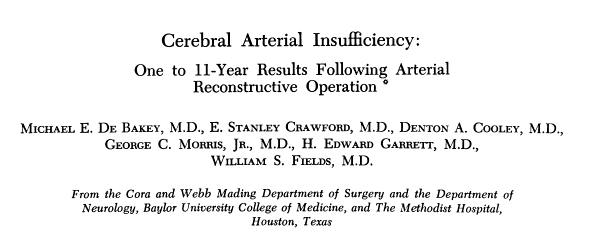 Cerebral Arterial Insufficiency:
One to 11-Year Results Following Arterial
Reconstructive Operation *
Michael E. De Bakey, M.D., E. Stanley Crawford, M.D., Denton A. Cooley, M.D.,
George C. Morris, Jr., M.D., H. Edward Garrett, M.D.,
William S. Fields, M.D.
From the Cora and Webb Mading Department of Surgery and the Department of
Neurology, Baylor University College of Medicine, and The Methodist Hospital,
Houston, Texas